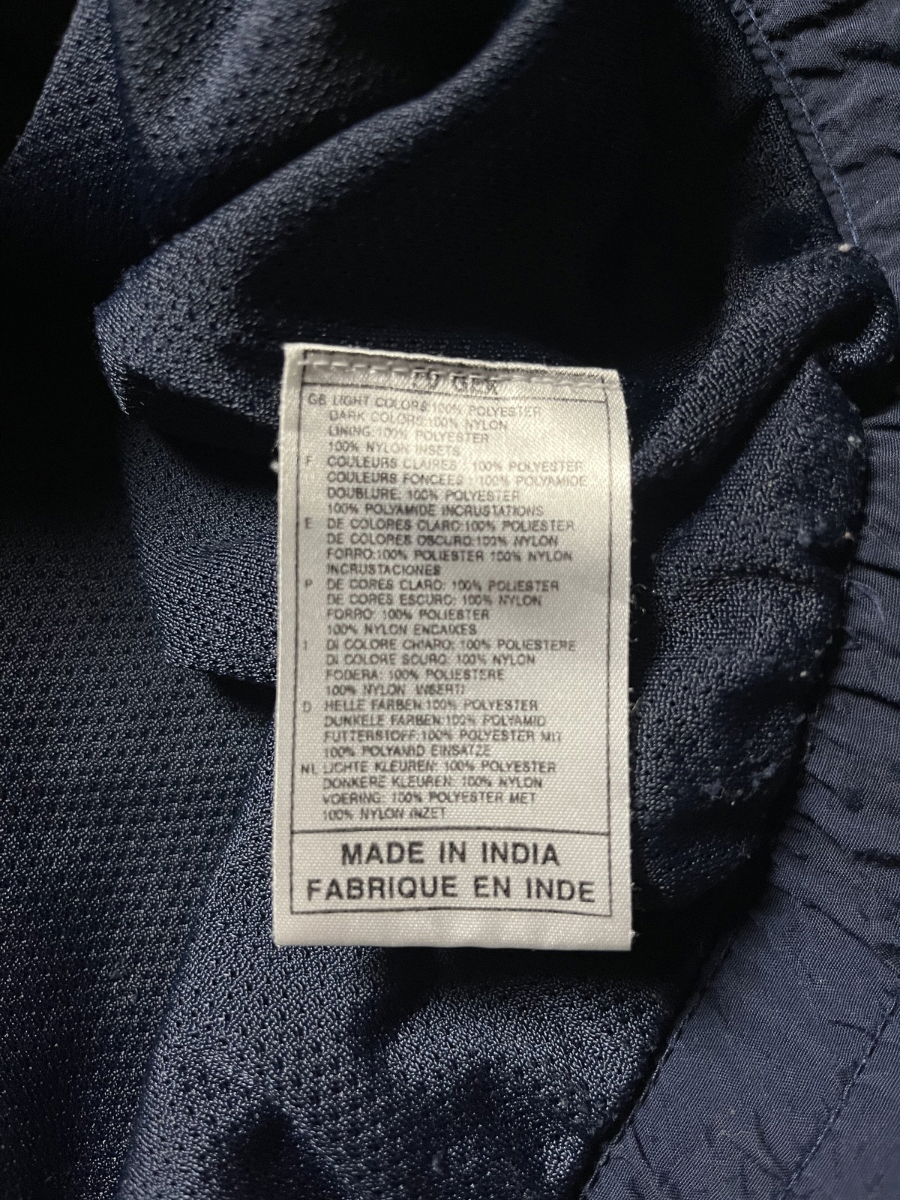 GB LIGHT COLORS:100% POLYESTER
DARK COLORS:100% NYLON
LINING: 100% POLYESTER
100% NYLON INSETS
F COULEURS CLAIRES : 100% POLYESTER
COULEURS FONCEES : 100% POLYAMIDE
DOUBLURE: 100% POLYESTER
100% POLYAMIDE INCRUSTATIONS
E DE COLORES CLARO:100% POLIESTER
DE COLORES OSCURO:100% NYLON
FORRO:100% POLIESTER 100% NYLON
INCRUSTACIONES
P DE CORES CLARO: 100% POLIESTER
DE CORES ESCURO: 100% NYLON
FORRO: 100% POLIESTER
100% NYLON ENCAIXES
I DI COLORE CHIARO: 100% POLIESTERE
DI COLORE SCURO: 100% NYLON
FODERA: 100% POLIESTERE
100% NYLON INSERTI
D HELLE FARBEN:100% POLYESTER
DUNKELE FARBEN:100% POLYAMID
FUTTERSTOFF:100% POLYESTER MIT
100% POLYAMID EINSATZE
NL LICHTE KLEUREN: 100% POLYESTER
DONKERE KLEUREN: 100% NYLON
VOERING: 100% POLYESTER MET
100% NYLON INZET
MADE IN INDIA
FABRIQUE EN INDE